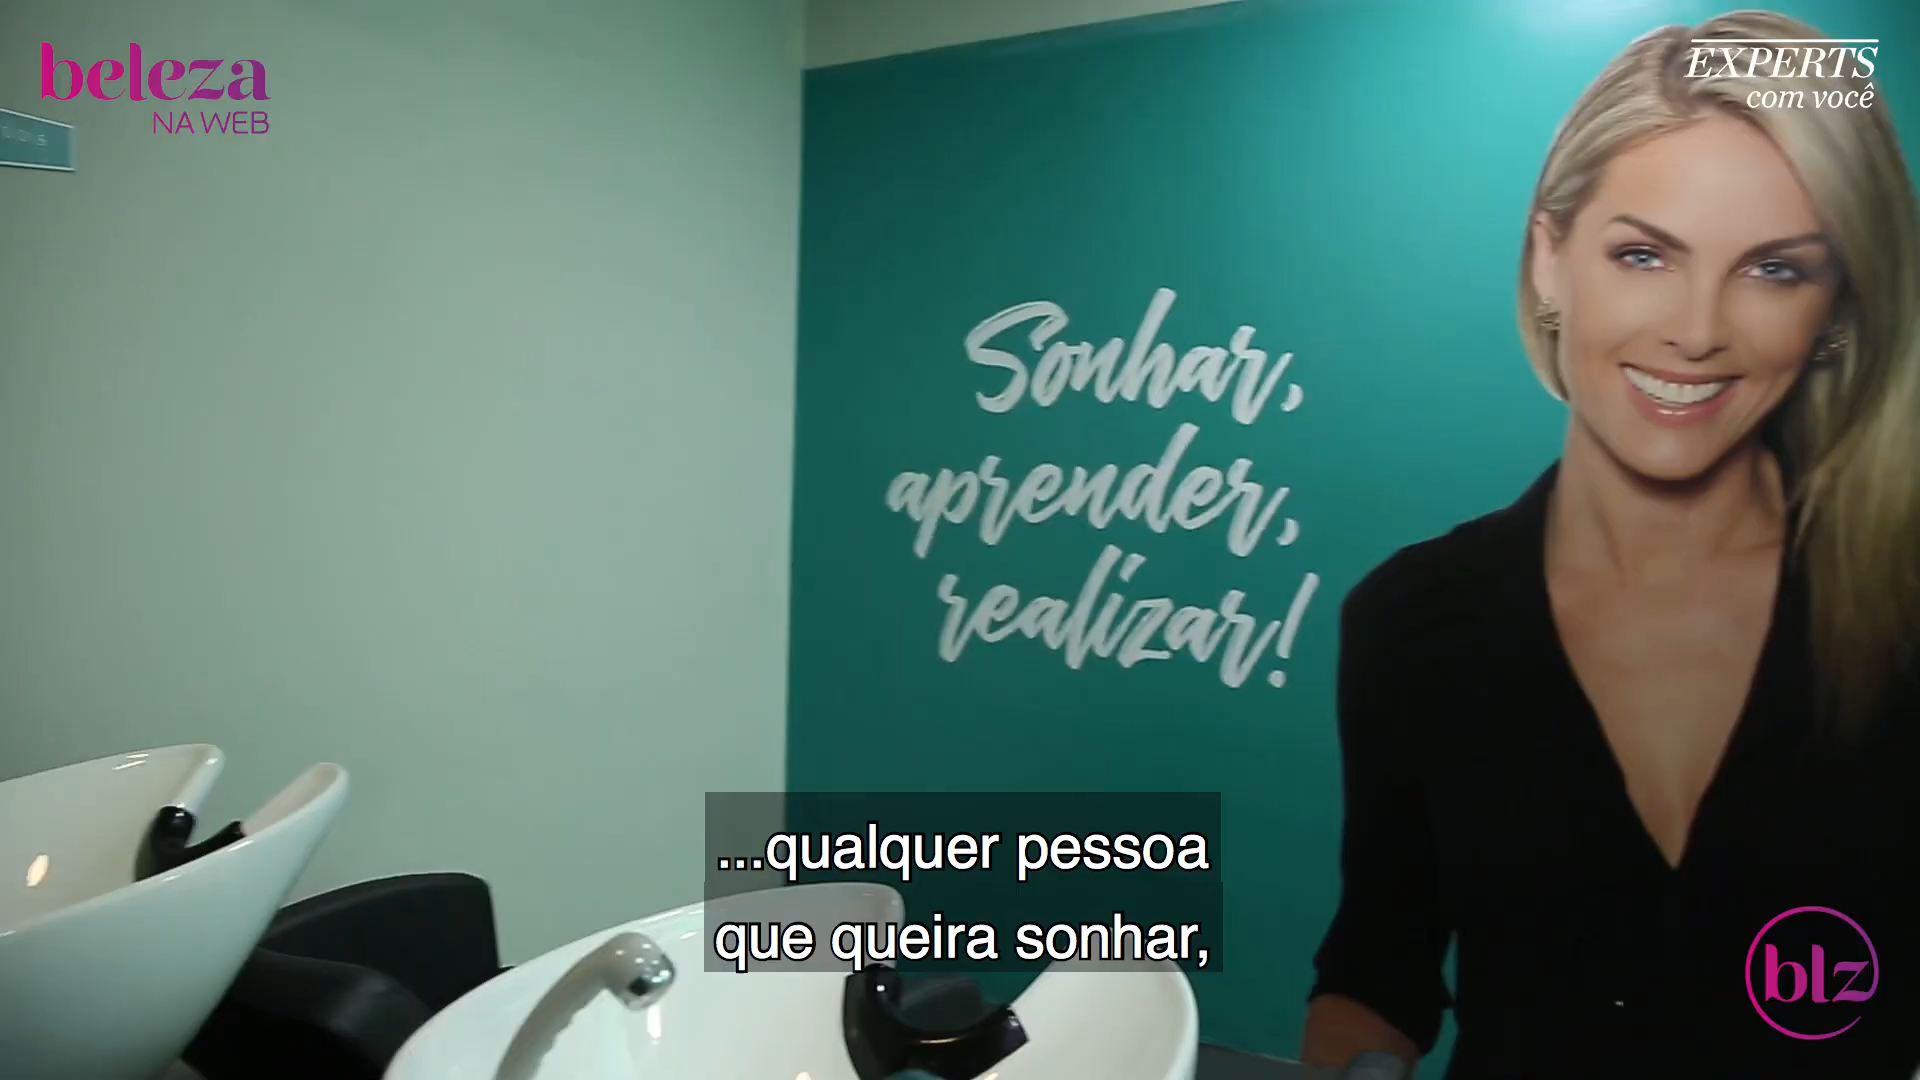 beleza
NA WEB
EXPERTS
com você
Sonhar,
aprender,
realizar!
...qualquer pessoa
que queira sonhar,
blz